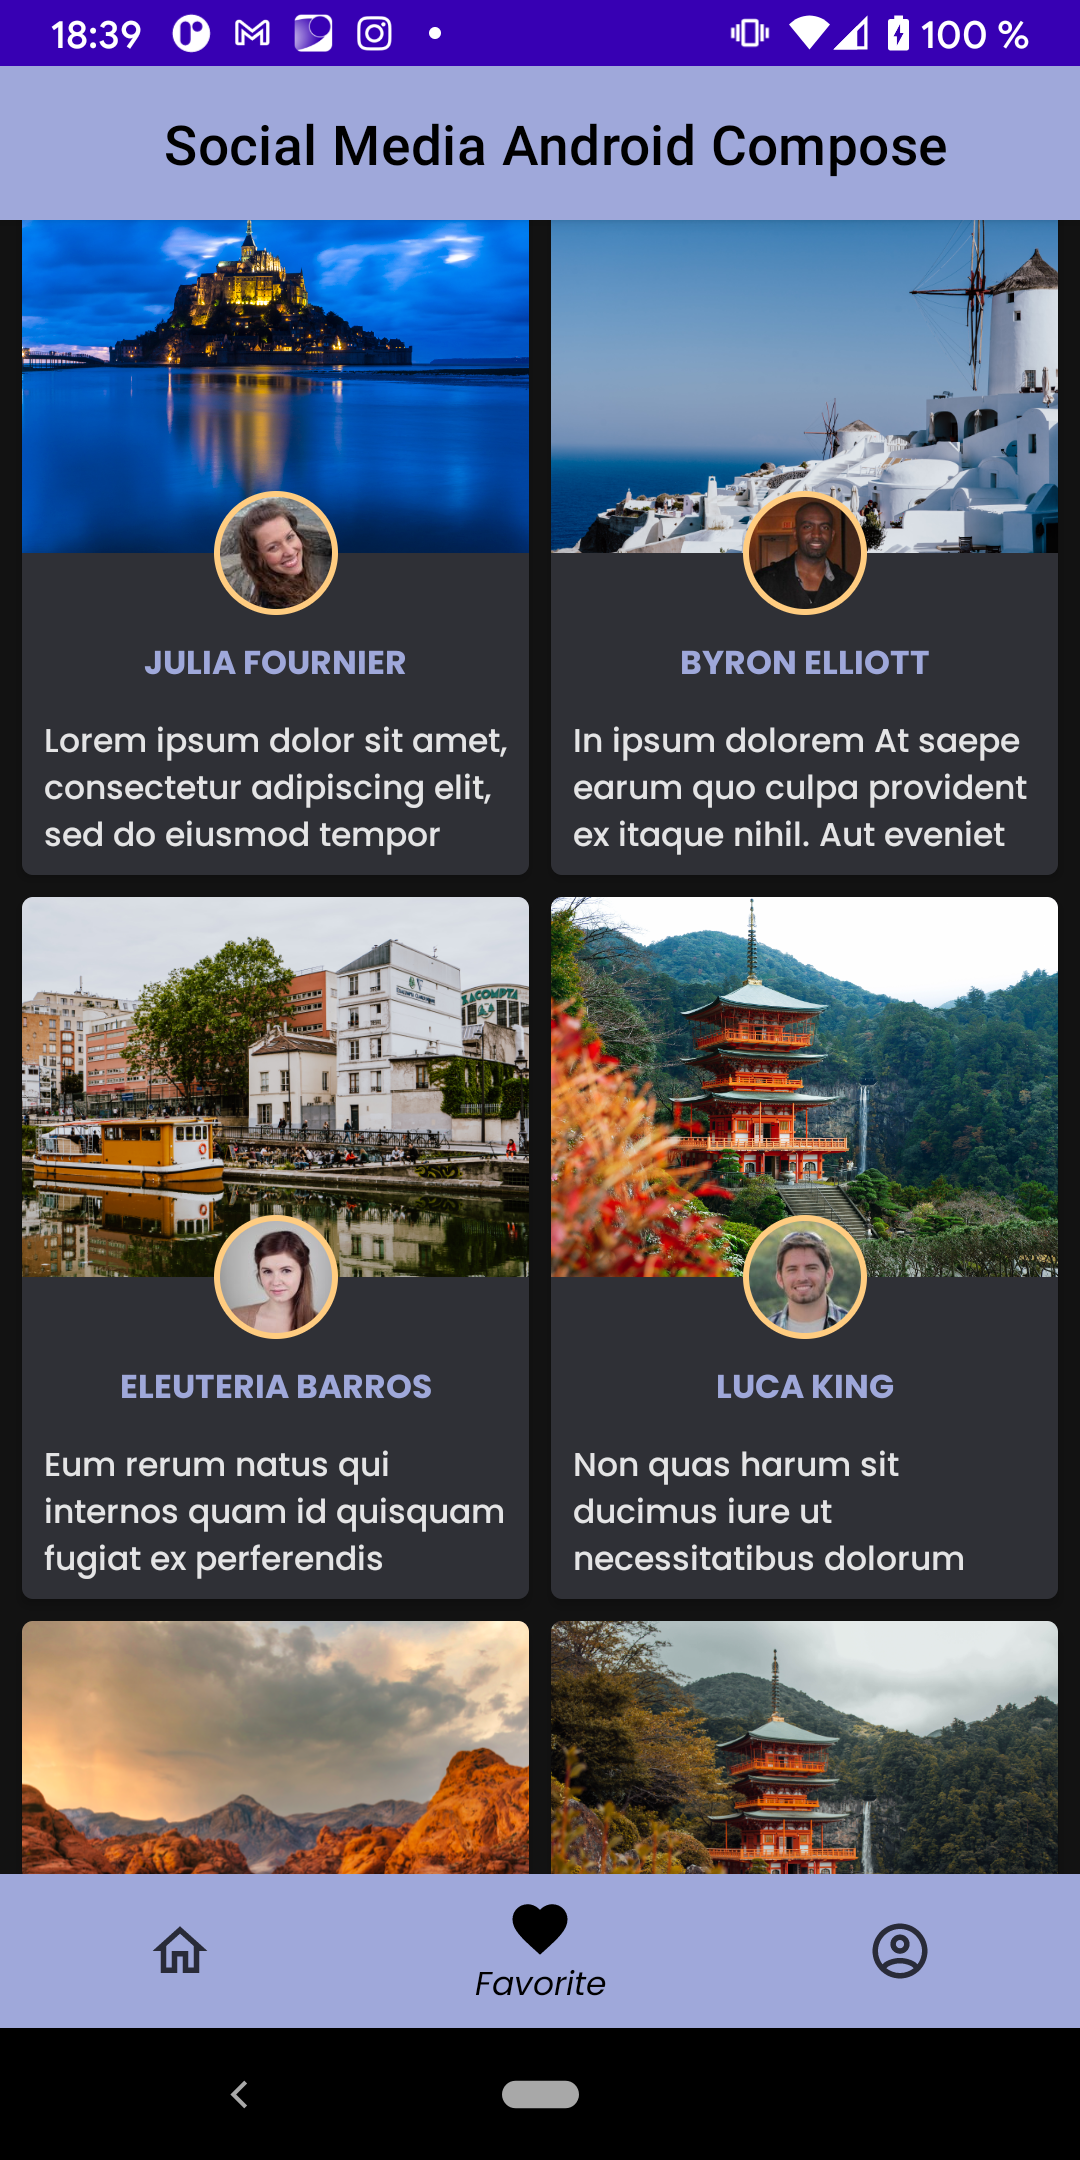 18:39
100 %
Social Media Android Compose
JULIA FOURNIER
Lorem ipsum dolor sit amet,
consectetur adipiscing elit,
sed do eiusmod tempor
BYRON ELLIOTT
In ipsum dolorem At saepe
earum quo culpa provident
ex itaque nihil. Aut eveniet
ACOMPTA
ELEUTERIA BARROS
Eum rerum natus qui
internos quam id quisquam
fugiat ex perferendis
LUCA KING
Non quas harum sit
ducimus iure ut
necessitatibus dolorum
Favorite